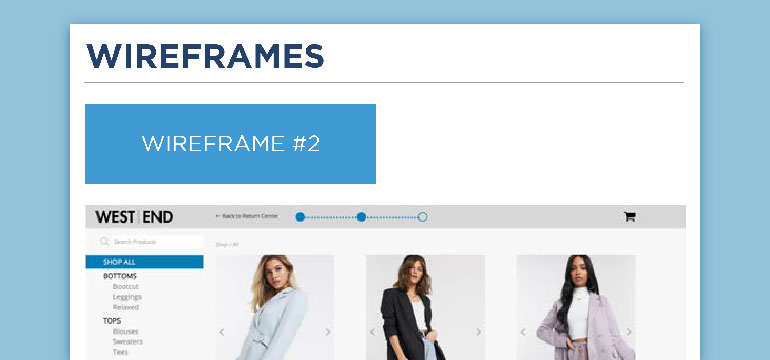 WIREFRAMES
WIREFRAME #2
WEST END
← Back to Return Center
Search Products
Shop / All
SHOP ALL
BOTTOMS
Bootcut
Leggings
Relaxed
TOPS
Blouses
Sweaters
Tees